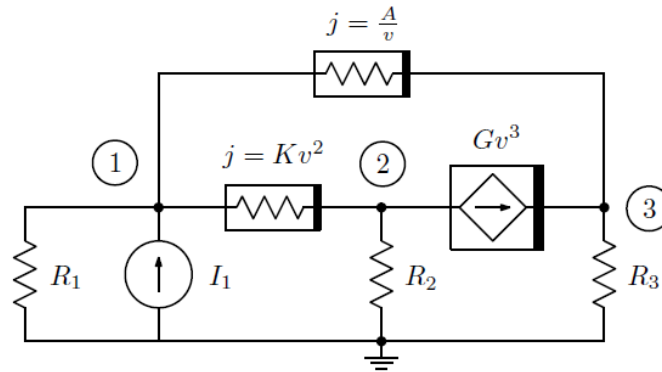 j = A/v
1
j = Kv²
2
Gv³
3
R₁
I₁
R₂
R₃